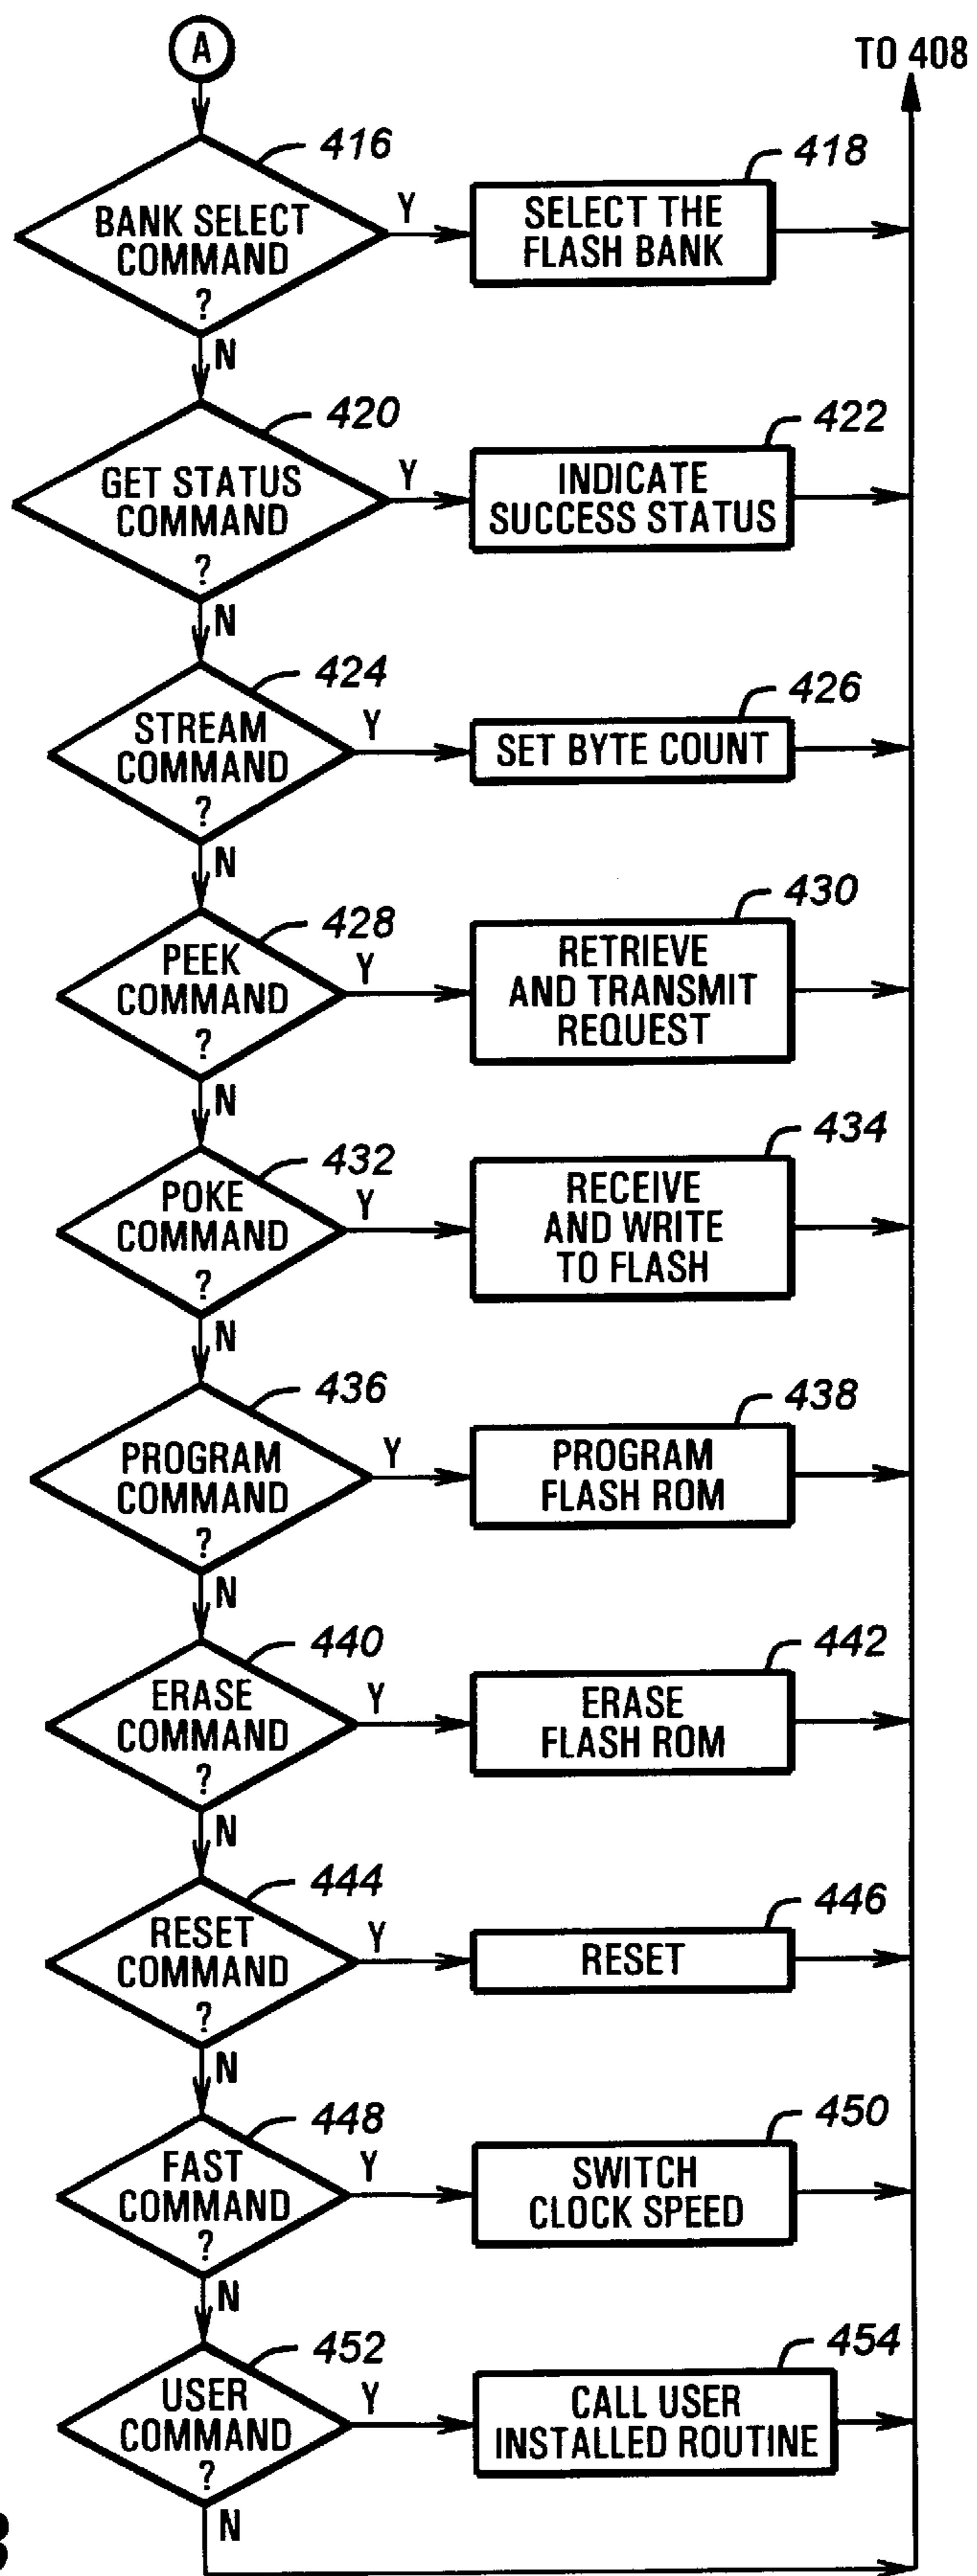 A
TO 408
416
BANK SELECT
COMMAND
?
Y
418
SELECT THE
FLASH BANK
N
420
GET STATUS
COMMAND
?
Y
422
INDICATE
SUCCESS STATUS
N
424
STREAM
COMMAND
?
Y
426
SET BYTE COUNT
N
428
PEEK
COMMAND
?
Y
430
RETRIEVE
AND TRANSMIT
REQUEST
N
432
POKE
COMMAND
?
Y
434
RECEIVE
AND WRITE
TO FLASH
N
436
PROGRAM
COMMAND
?
Y
438
PROGRAM
FLASH ROM
N
440
ERASE
COMMAND
?
Y
442
ERASE
FLASH ROM
N
444
RESET
COMMAND
?
Y
446
RESET
N
448
FAST
COMMAND
?
Y
450
SWITCH
CLOCK SPEED
N
452
USER
COMMAND
?
Y
454
CALL USER
INSTALLED ROUTINE
N